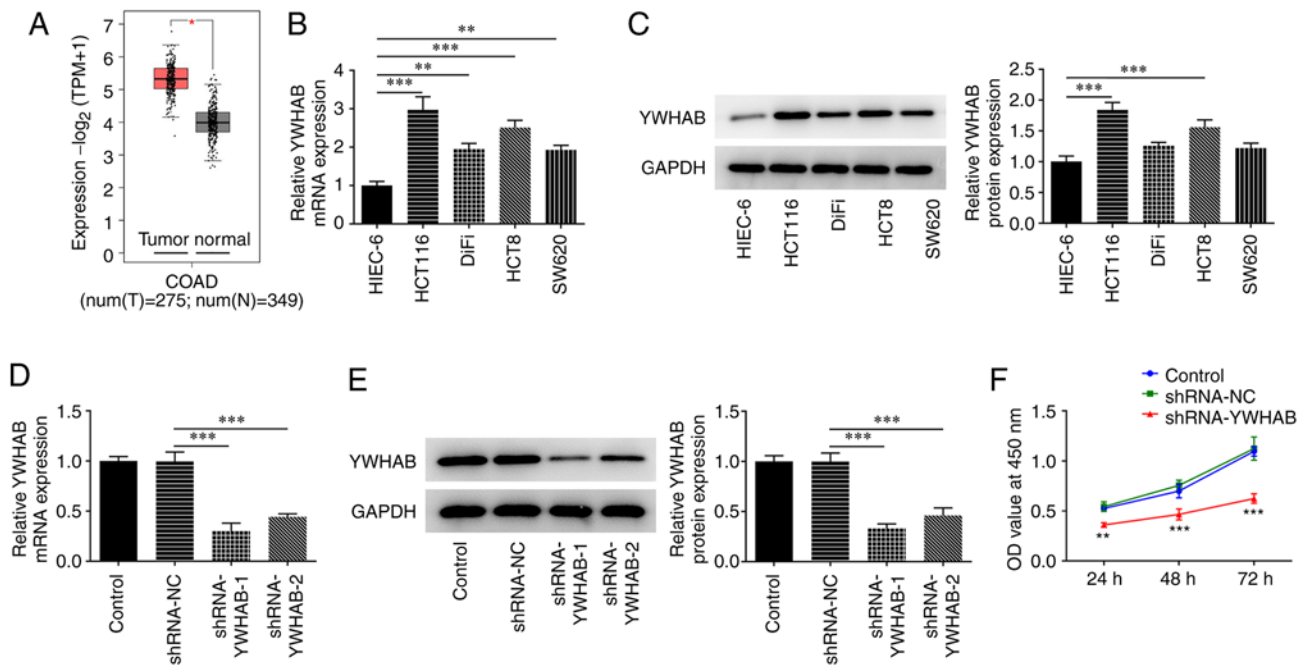 A
Expression –log2 (TPM+1)
7
6
5
4
3
2
1
0
*
Tumor normal
COAD
(num(T)=275; num(N)=349)
B
Relative YWHAB
mRNA expression
4
3
2
1
0
**
***
**
***
HIEC-6
HCT116
DiFi
HCT8
SW620
C
YWHAB
GAPDH
HIEC-6
HCT116
DiFi
HCT8
SW620
Relative YWHAB
protein expression
2.5
2.0
1.5
1.0
0.5
0.0
***
***
HIEC-6
HCT116
DiFi
HCT8
SW620
D
Relative YWHAB
mRNA expression
1.5
1.0
0.5
0.0
***
***
Control
shRNA-NC
shRNA-
YWHAB-1
shRNA-
YWHAB-2
E
YWHAB
GAPDH
Control
shRNA-NC
shRNA-
YWHAB-1
shRNA-
YWHAB-2
Relative YWHAB
protein expression
1.5
1.0
0.5
0.0
***
***
Control
shRNA-NC
shRNA-
YWHAB-1
shRNA-
YWHAB-2
F
Control
shRNA-NC
shRNA-YWHAB
OD value at 450 nm
1.5
1.0
0.5
0.0
**
***
***
24 h
48 h
72 h